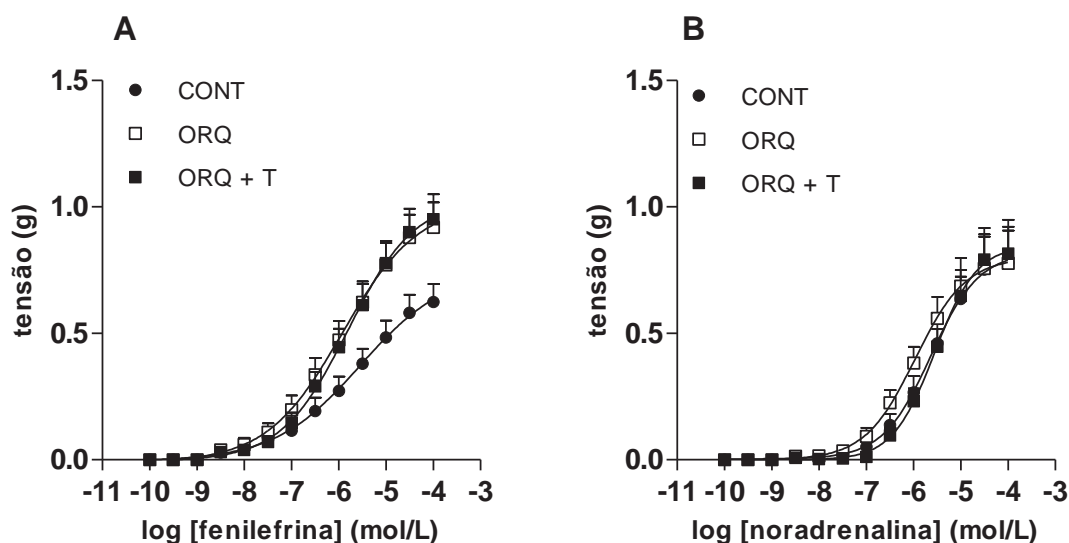 A
1.5
CONT
ORQ
ORQ + T
1.0
0.5
0.0
tensão (g)
-11 -10 -9 -8 -7 -6 -5 -4 -3
log [fenilefrina] (mol/L)
B
1.5
CONT
ORQ
ORQ + T
1.0
0.5
0.0
tensão (g)
-11 -10 -9 -8 -7 -6 -5 -4 -3
log [noradrenalina] (mol/L)